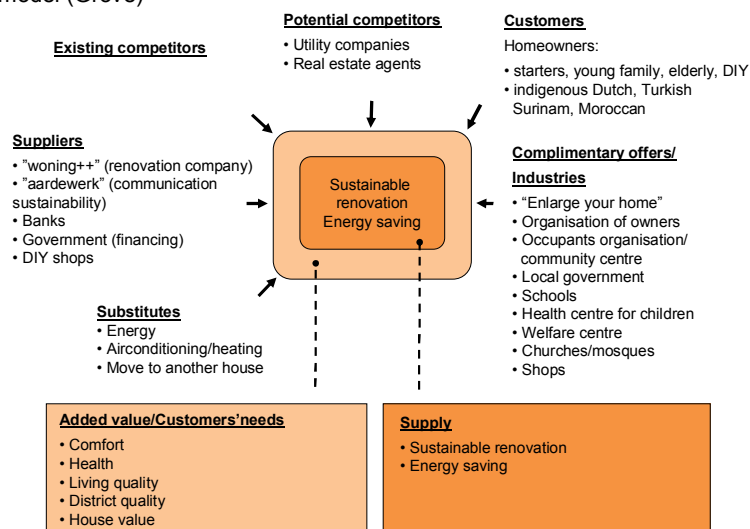 model (Grove)
Potential competitors
• Utility companies
• Real estate agents
Customers
Homeowners:
• starters, young family, elderly, DIY
• indigenous Dutch, Turkish
Surinam, Moroccan
Existing competitors
Suppliers
• ”woning++” (renovation company)
• ”aardewerk” (communication
sustainability)
• Banks
• Government (financing)
• DIY shops
Sustainable
renovation
Energy saving
Complimentary offers/
Industries
• “Enlarge your home”
• Organisation of owners
• Occupants organisation/
community centre
• Local government
• Schools
• Health centre for children
• Welfare centre
• Churches/mosques
• Shops
Substitutes
• Energy
• Airconditioning/heating
• Move to another house
Added value/Customers’needs
• Comfort
• Health
• Living quality
• District quality
• House value
Supply
• Sustainable renovation
• Energy saving